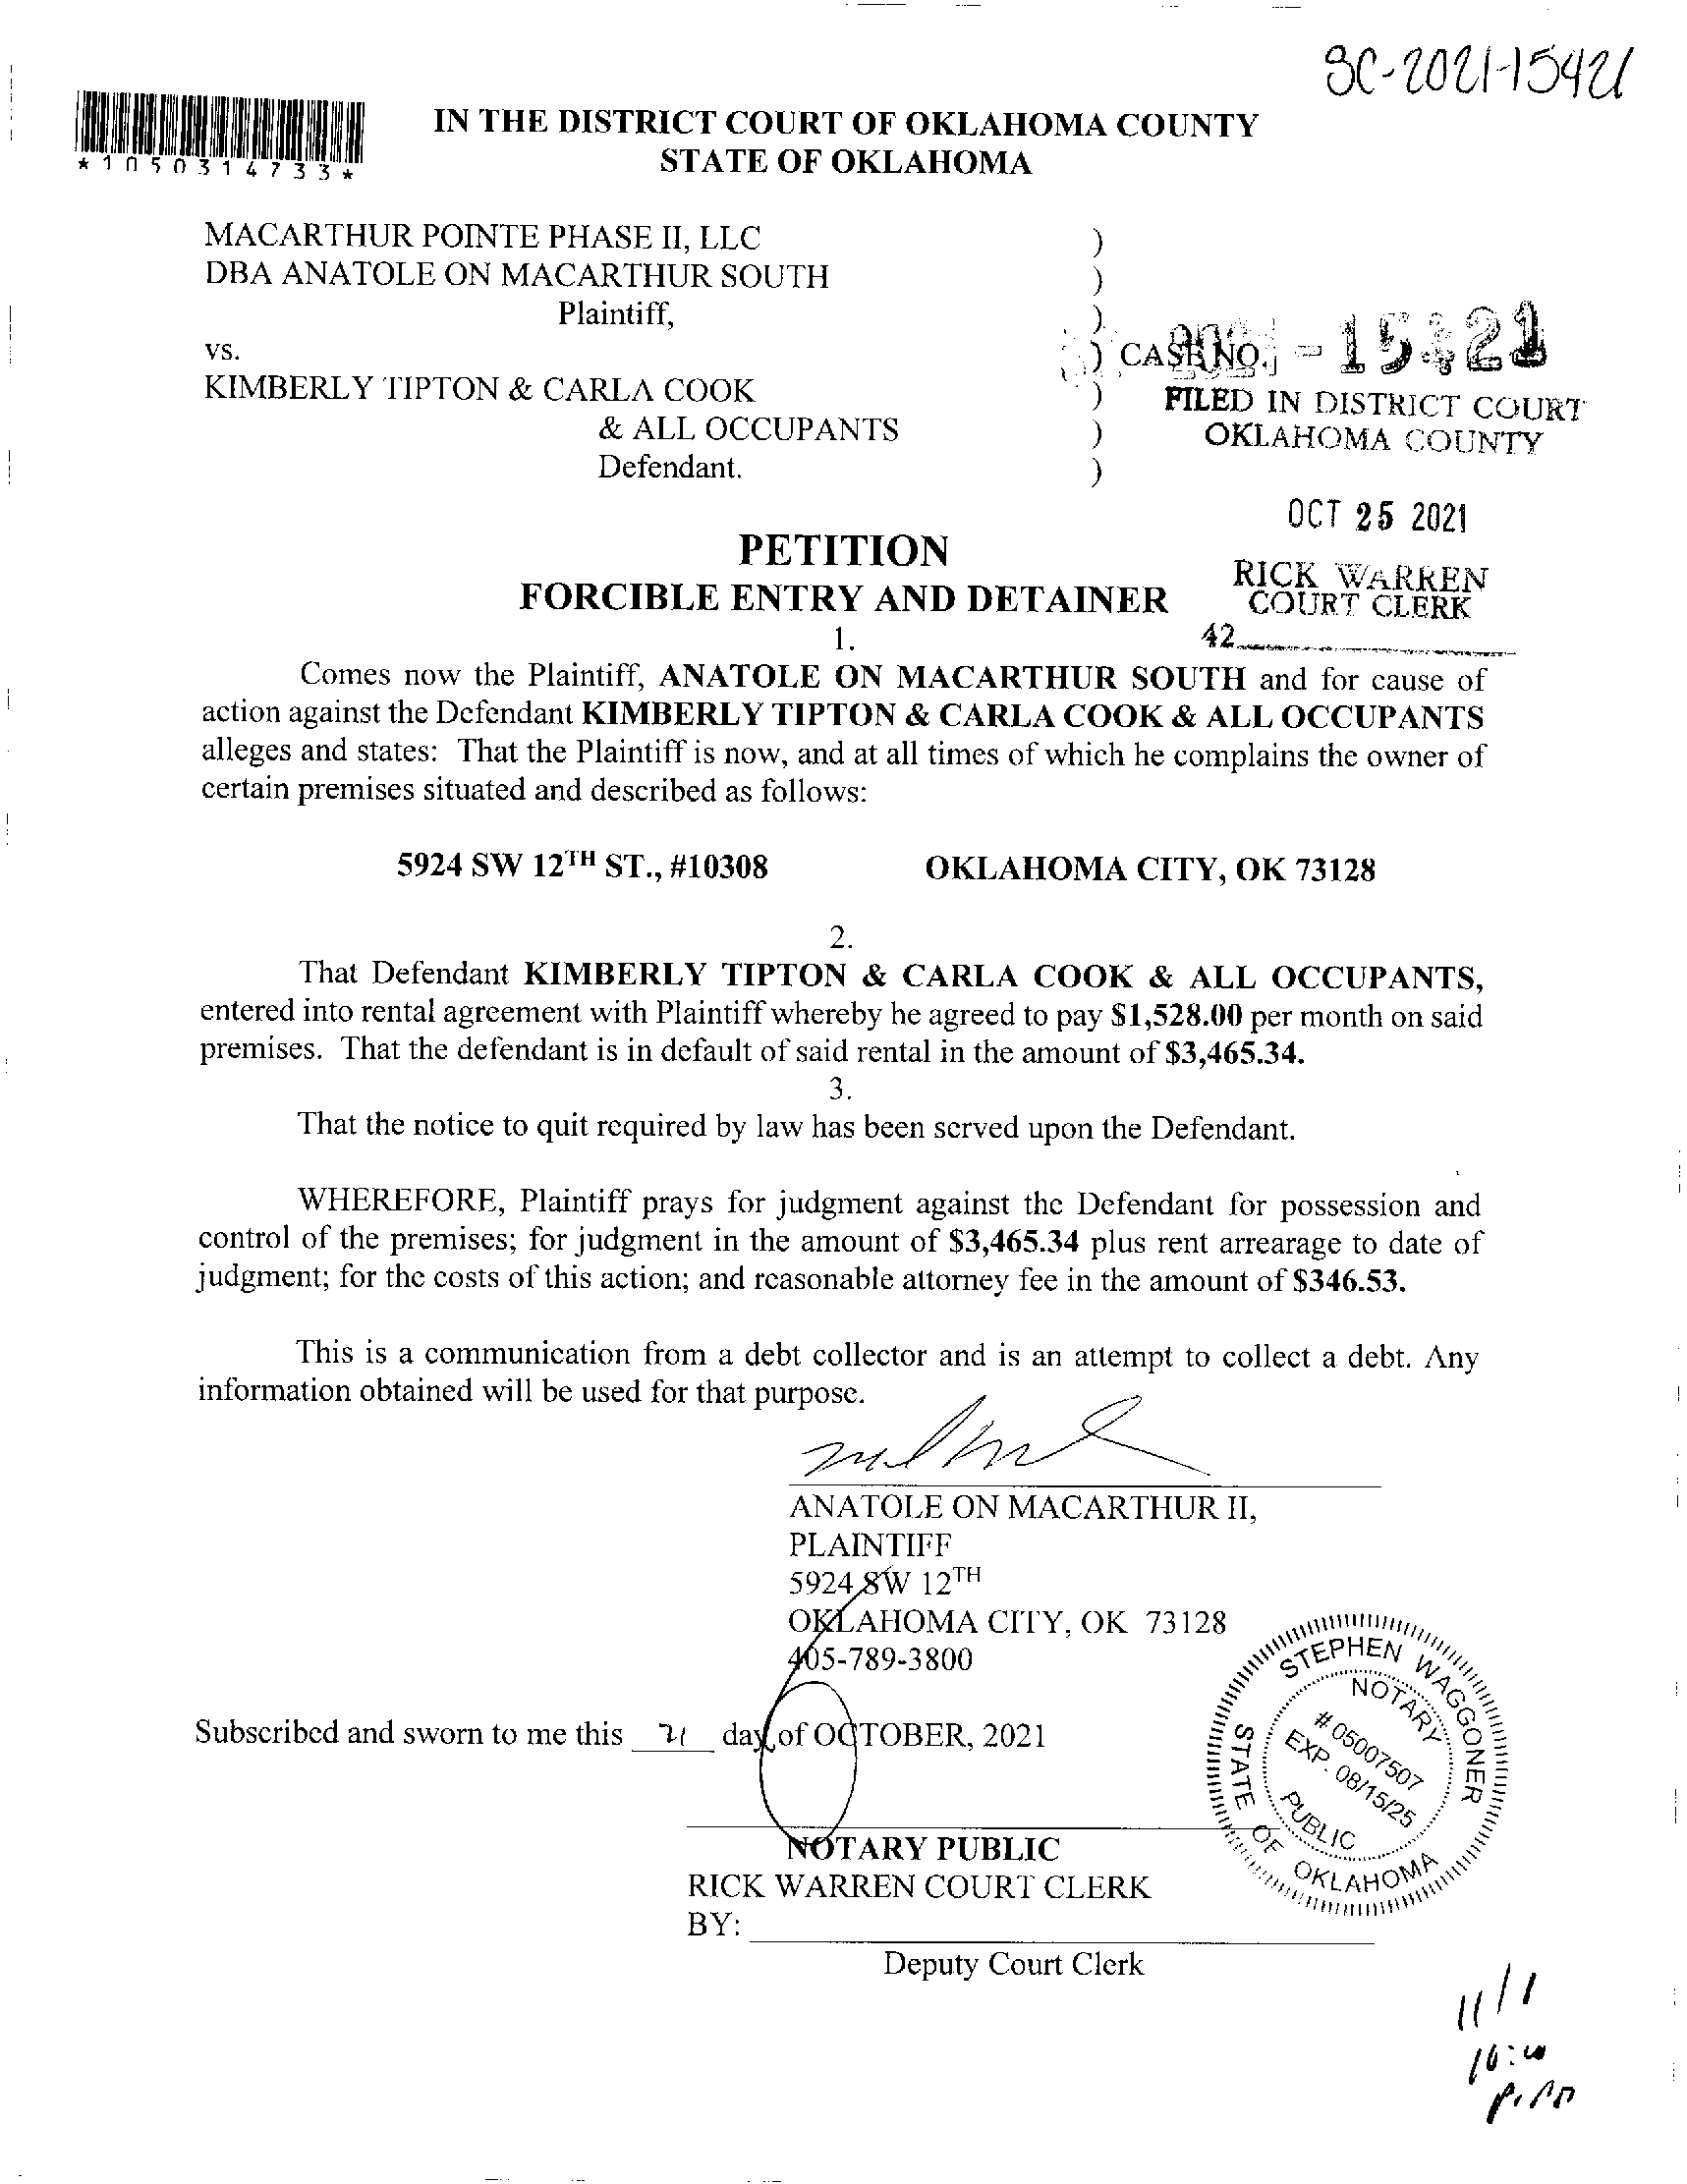 SC-2021-15421
*1050314733*
IN THE DISTRICT COURT OF OKLAHOMA COUNTY
STATE OF OKLAHOMA
MACARTHUR POINTE PHASE II, LLC )
DBA ANATOLE ON MACARTHUR SOUTH )
Plaintiff, )
vs. ) CASE NO. 2021-15421
KIMBERLY TIPTON & CARLA COOK )
& ALL OCCUPANTS )
Defendant. )
FILED IN DISTRICT COURT
OKLAHOMA COUNTY
OCT 25 2021
RICK WARREN
COURT CLERK
42
PETITION
FORCIBLE ENTRY AND DETAINER
1.
Comes now the Plaintiff, ANATOLE ON MACARTHUR SOUTH and for cause of
action against the Defendant KIMBERLY TIPTON & CARLA COOK & ALL OCCUPANTS
alleges and states: That the Plaintiff is now, and at all times of which he complains the owner of
certain premises situated and described as follows:
5924 SW 12TH ST., #10308 OKLAHOMA CITY, OK 73128
2.
That Defendant KIMBERLY TIPTON & CARLA COOK & ALL OCCUPANTS,
entered into rental agreement with Plaintiff whereby he agreed to pay $1,528.00 per month on said
premises. That the defendant is in default of said rental in the amount of $3,465.34.
3.
That the notice to quit required by law has been served upon the Defendant.
WHEREFORE, Plaintiff prays for judgment against the Defendant for possession and
control of the premises; for judgment in the amount of $3,465.34 plus rent arrearage to date of
judgment; for the costs of this action; and reasonable attorney fee in the amount of $346.53.
This is a communication from a debt collector and is an attempt to collect a debt. Any
information obtained will be used for that purpose.
ANATOLE ON MACARTHUR II,
PLAINTIFF
5924 SW 12TH
OKLAHOMA CITY, OK 73128
405-789-3800
Subscribed and sworn to me this 21 day of OCTOBER, 2021
NOTARY PUBLIC
RICK WARREN COURT CLERK
BY:
Deputy Court Clerk
STEPHEN WAGGONER
NOTARY
# 05007507
EXP. 08/15/25
PUBLIC
STATE OF OKLAHOMA
11/1